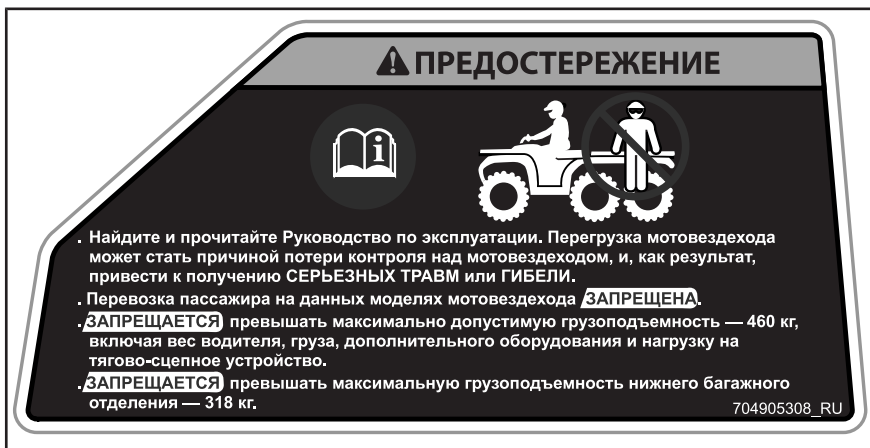 ПРЕДОСТЕРЕЖЕНИЕ
. Найдите и прочитайте Руководство по эксплуатации. Перегрузка мотовездехода
может стать причиной потери контроля над мотовездеходом, и, как результат,
привести к получению СЕРЬЕЗНЫХ ТРАВМ или ГИБЕЛИ.
. Перевозка пассажира на данных моделях мотовездехода ЗАПРЕЩЕНА.
. ЗАПРЕЩАЕТСЯ превышать максимально допустимую грузоподъемность — 460 кг,
включая вес водителя, груза, дополнительного оборудования и нагрузку на
тягово-сцепное устройство.
. ЗАПРЕЩАЕТСЯ превышать максимальную грузоподъемность нижнего багажного
отделения — 318 кг.
704905308_RU